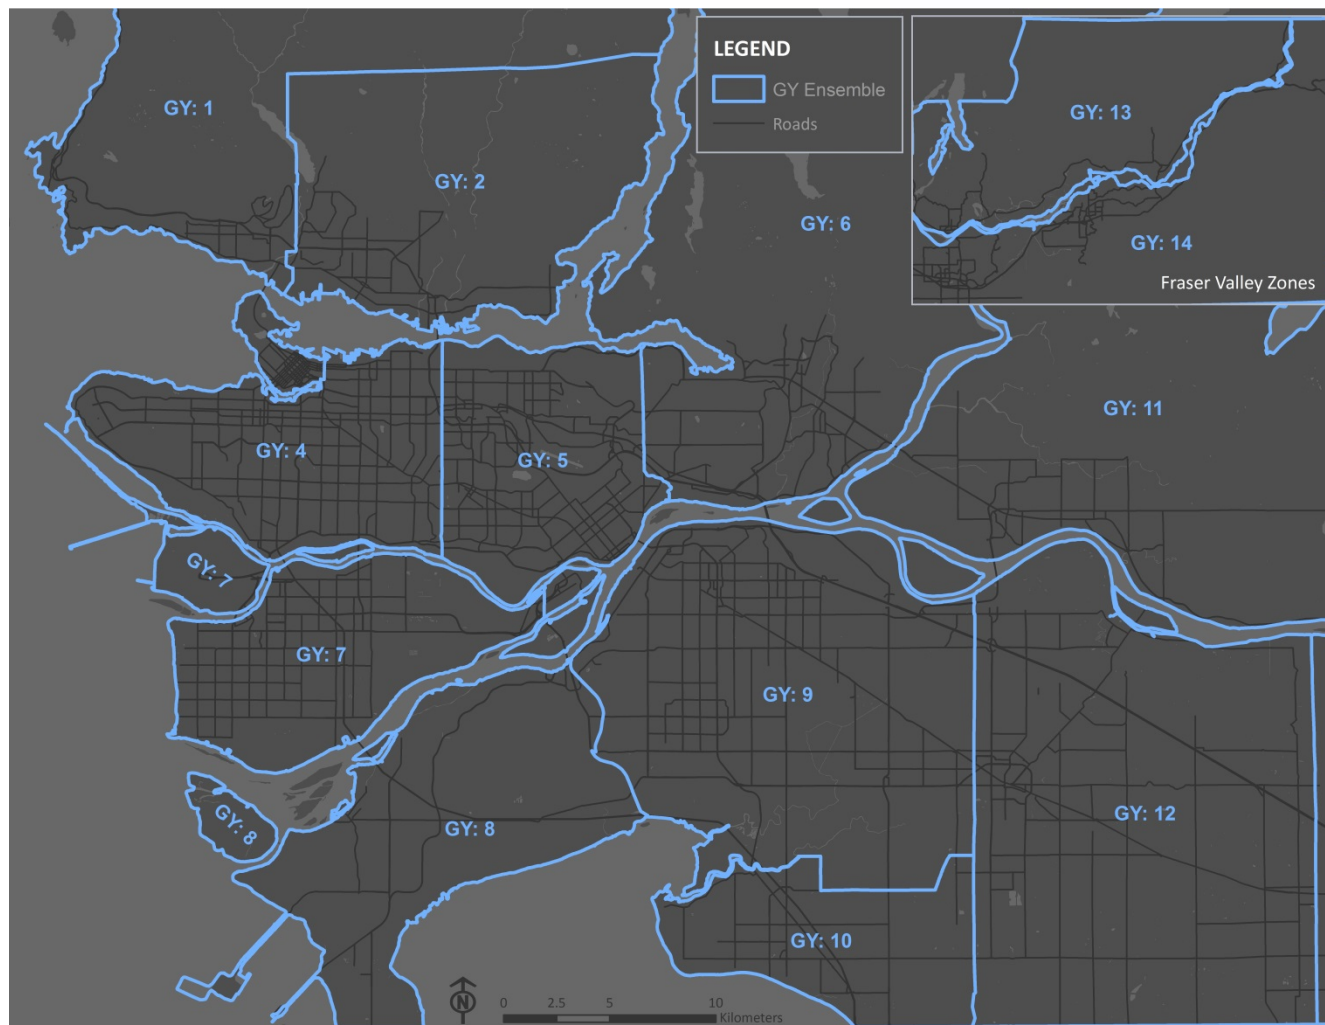 LEGEND
GY Ensemble
Roads
GY: 1
GY: 2
GY: 6
GY: 13
GY: 14
Fraser Valley Zones
GY: 11
GY: 4
GY: 5
GY: 7
GY: 7
GY: 9
GY: 8
GY: 8
GY: 12
GY: 10
N
0 2.5 5 10
Kilometers